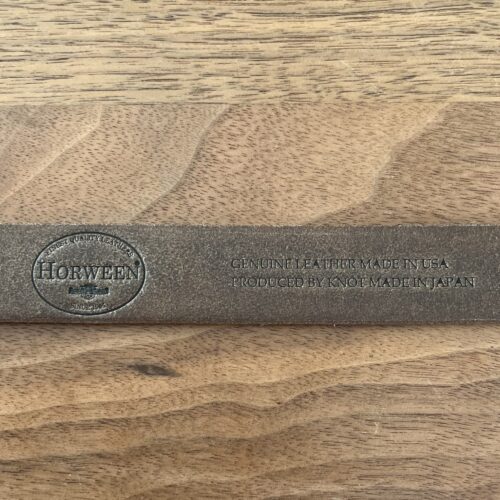 HORWEEN
GENUINE LEATHER MADE IN USA
PRODUCED BY KNOT MADE IN JAPAN